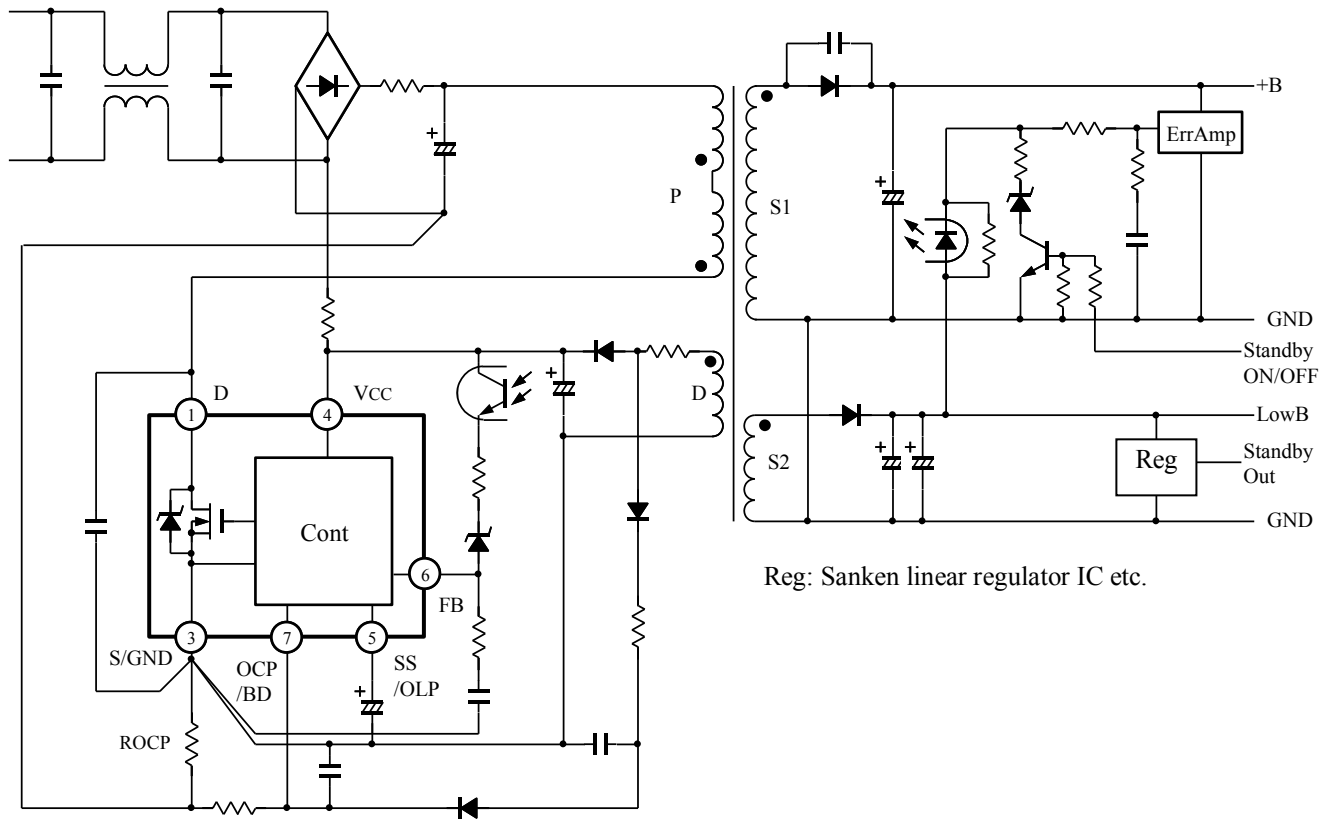 +B
ErrAmp
P
S1
GND
Standby
ON/OFF
D
VCC
D
1
4
LowB
S2
Reg
Standby
Out
Cont
GND
6
FB
Reg: Sanken linear regulator IC etc.
3
7
5
S/GND
OCP
/BD
SS
/OLP
ROCP
+
+
+
+
+
+